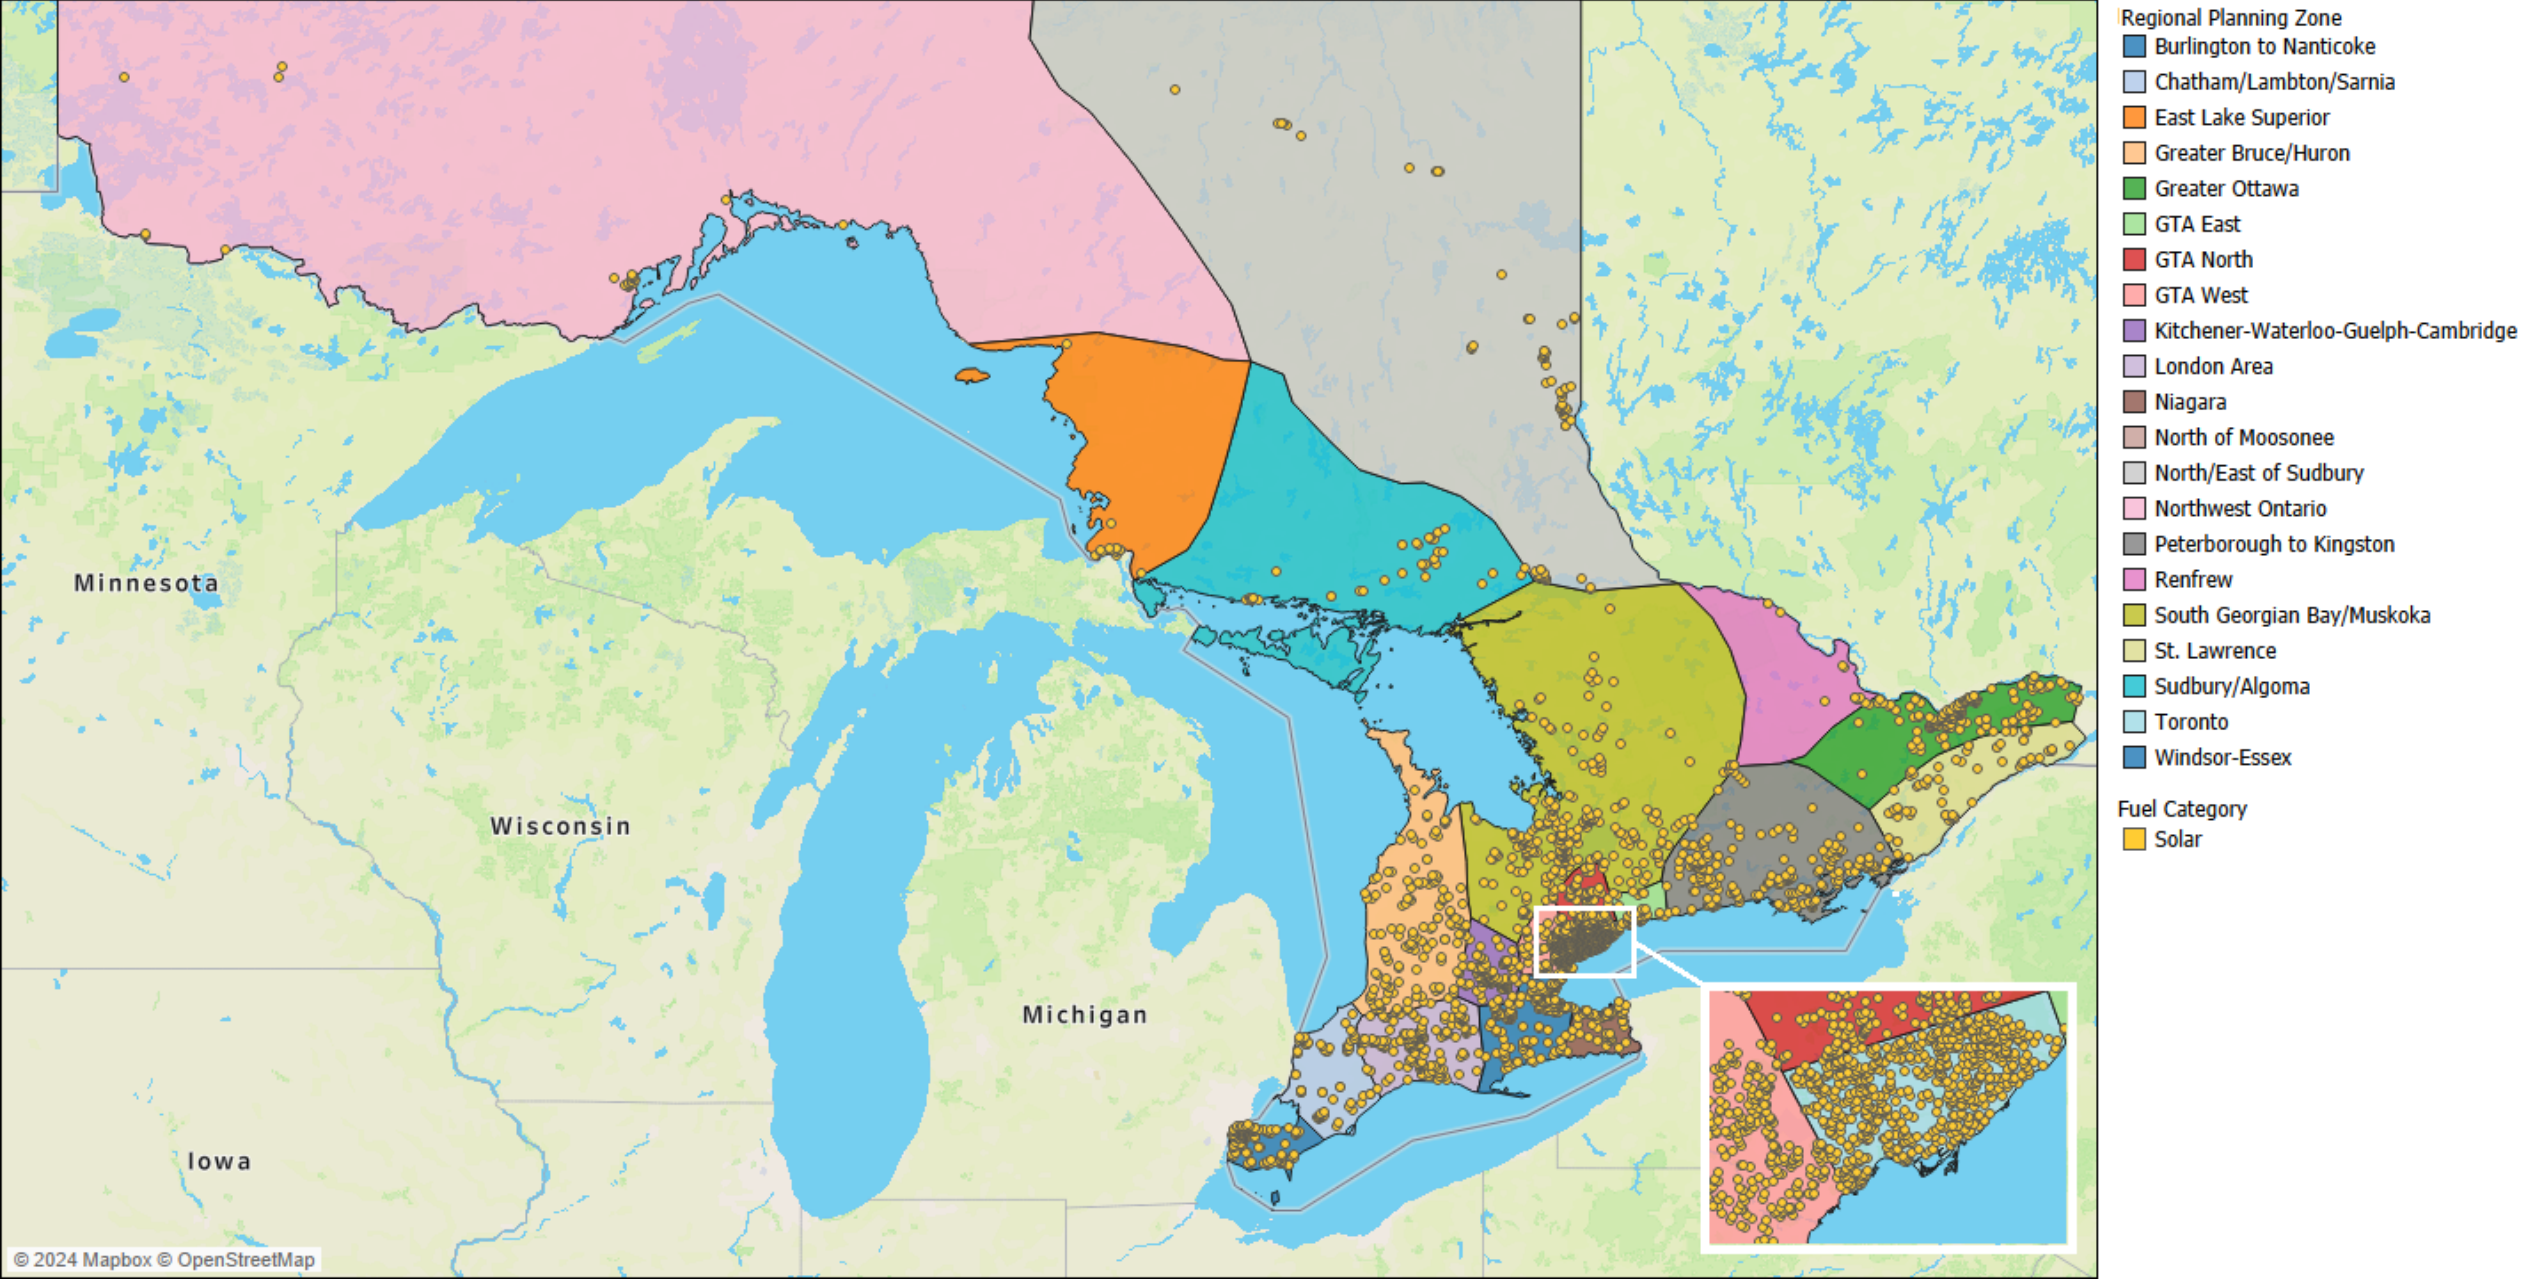 Minnesota
Wisconsin
Michigan
Iowa
© 2024 Mapbox © OpenStreetMap
Regional Planning Zone
Burlington to Nanticoke
Chatham/Lambton/Sarnia
East Lake Superior
Greater Bruce/Huron
Greater Ottawa
GTA East
GTA North
GTA West
Kitchener-Waterloo-Guelph-Cambridge
London Area
Niagara
North of Moosonee
North/East of Sudbury
Northwest Ontario
Peterborough to Kingston
Renfrew
South Georgian Bay/Muskoka
St. Lawrence
Sudbury/Algoma
Toronto
Windsor-Essex
Fuel Category
Solar